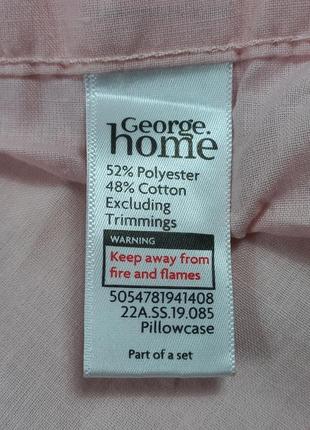 George.
home
52% Polyester
48% Cotton
Excluding
Trimmings
WARNING
Keep away from
fire and flames
5054781941408
22A.SS.19.085
Pillowcase
Part of a set